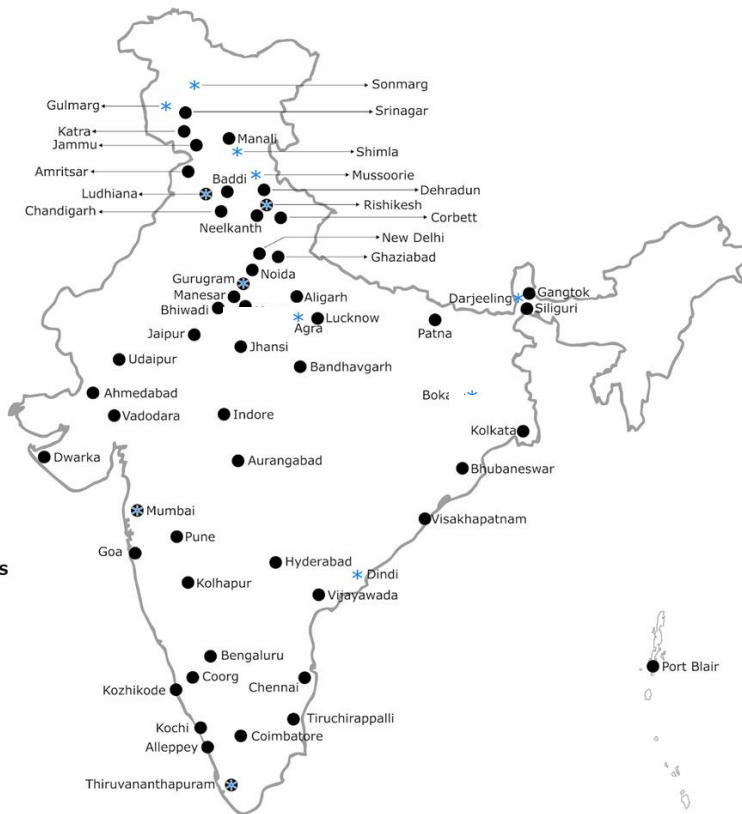 Sonmarg
Gulmarg
Srinagar
Katra
Manali
Jammu
Shimla
Amritsar
Mussoorie
Baddi
Dehradun
Ludhiana
Rishikesh
Chandigarh
Corbett
Neelkanth
New Delhi
Ghaziabad
Noida
Gurugram
Manesar
Aligarh
Darjeeling
Gangtok
Bhiwadi
Siliguri
Lucknow
Agra
Patna
Jaipur
Jhansi
Udaipur
Bandhavgarh
Ahmedabad
Boka
Vadodara
Indore
Kolkata
Dwarka
Aurangabad
Bhubaneswar
Mumbai
Visakhapatnam
Pune
Goa
Hyderabad
s
Dindi
Kolhapur
Vijayawada
Bengaluru
Port Blair
Coorg
Chennai
Kozhikode
Tiruchirappalli
Kochi
Coimbatore
Alleppey
Thiruvananthapuram